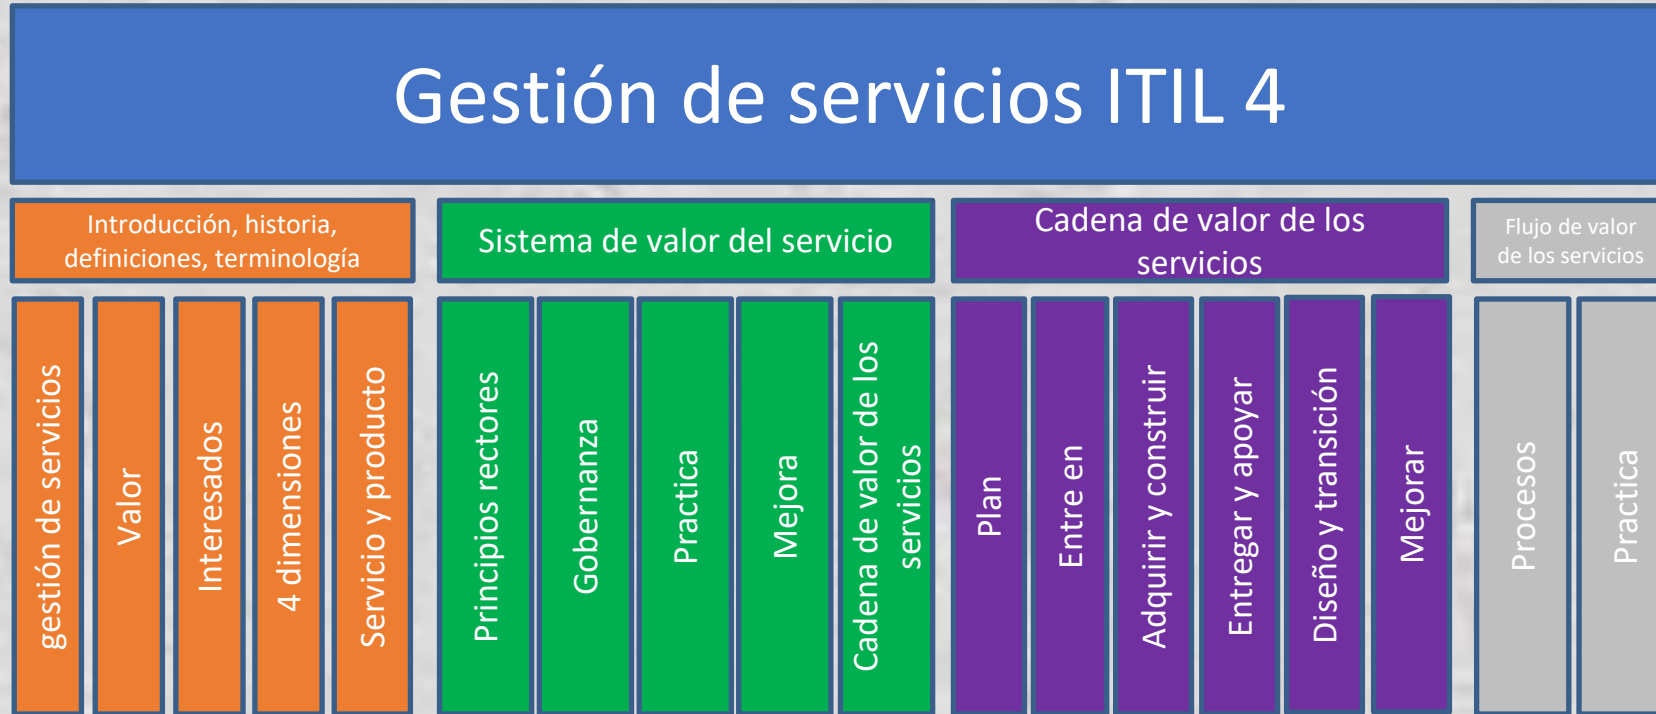 Gestión de servicios ITIL 4
Introducción, historia,
definiciones, terminología
Sistema de valor del servicio
Cadena de valor de los
servicios
Flujo de valor
de los servicios
gestión de servicios
Valor
Interesados
4 dimensiones
Servicio y producto
Principios rectores
Gobernanza
Practica
Mejora
Cadena de valor de los
servicios
Plan
Entre en
Adquirir y construir
Entregar y apoyar
Diseño y transición
Mejorar
Procesos
Practica